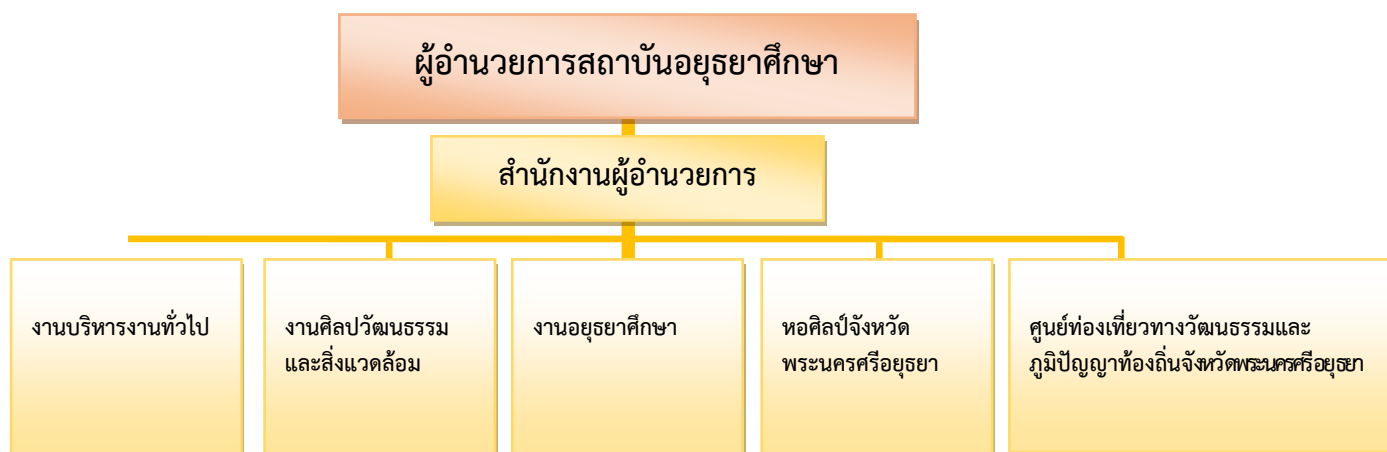 ผู้อำนวยการสถาบันอยุธยาศึกษา
สำนักงานผู้อำนวยการ
งานบริหารงานทั่วไป
งานศิลปวัฒนธรรม
และสิ่งแวดล้อม
งานอยุธยาศึกษา
หอศิลป์จังหวัด
พระนครศรีอยุธยา
ศูนย์ท่องเที่ยวทางวัฒนธรรมและ
ภูมิปัญญาท้องถิ่นจังหวัดพระนครศรีอยุธยา